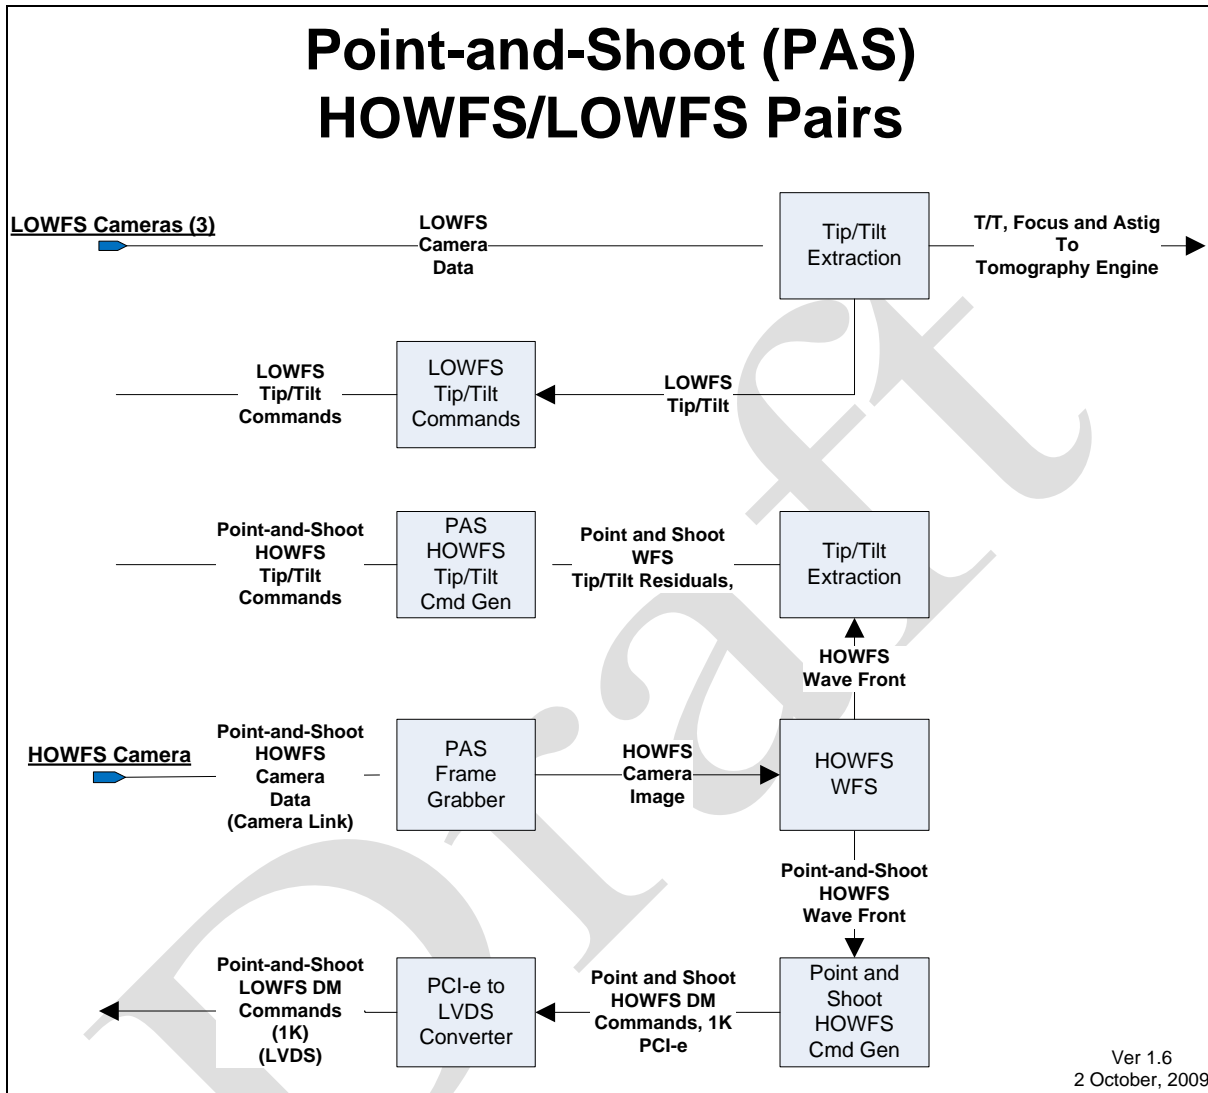 Point-and-Shoot (PAS)
HOWFS/LOWFS Pairs
LOWFS Cameras (3)
LOWFS
Camera
Data
Tip/Tilt
Extraction
T/T, Focus and Astig
To
Tomography Engine
LOWFS
Tip/Tilt
Commands
LOWFS
Tip/Tilt
Commands
LOWFS
Tip/Tilt
Point-and-Shoot
HOWFS
Tip/Tilt
Commands
PAS
HOWFS
Tip/Tilt
Cmd Gen
Point and Shoot
WFS
Tip/Tilt Residuals,
Tip/Tilt
Extraction
HOWFS
Wave Front
HOWFS Camera
Point-and-Shoot
HOWFS
Camera
Data
(Camera Link)
PAS
Frame
Grabber
HOWFS
Camera
Image
HOWFS
WFS
Point-and-Shoot
HOWFS
Wave Front
Point-and-Shoot
LOWFS DM
Commands
(1K)
(LVDS)
PCI-e to
LVDS
Converter
Point and Shoot
HOWFS DM
Commands, 1K
PCI-e
Point and
Shoot
HOWFS
Cmd Gen
Ver 1.6
2 October, 2009
Draft